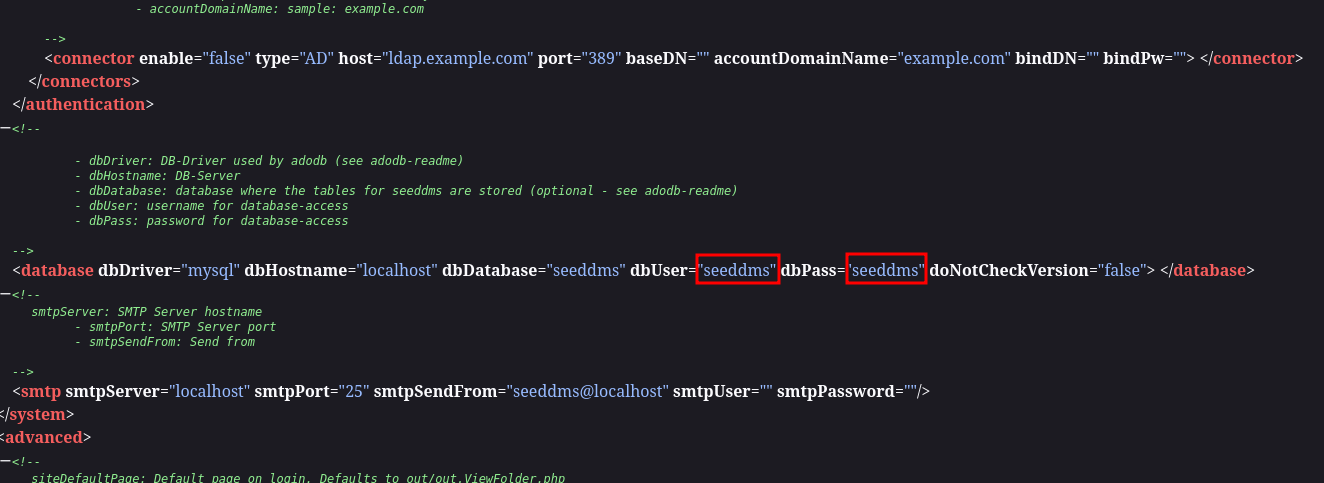 - accountDomainName: sample: example.com
-->
<connector enable="false" type="AD" host="ldap.example.com" port="389" baseDN="" accountDomainName="example.com" bindDN="" bindPw=""> </connector>
</connectors>
</authentication>
—<!--
- dbDriver: DB-Driver used by adodb (see adodb-readme)
- dbHostname: DB-Server
- dbDatabase: database where the tables for seeddms are stored (optional - see adodb-readme)
- dbUser: username for database-access
- dbPass: password for database-access
-->
<database dbDriver="mysql" dbHostname="localhost" dbDatabase="seeddms" dbUser="seeddms" dbPass="seeddms" doNotCheckVersion="false"> </database>
—<!--
smtpServer: SMTP Server hostname
- smtpPort: SMTP Server port
- smtpSendFrom: Send from
-->
<smtp smtpServer="localhost" smtpPort="25" smtpSendFrom="seeddms@localhost" smtpUser="" smtpPassword=""/>
</system>
<advanced>
—<!--
siteDefaultPage: Default page on login. Defaults to out/out.ViewFolder.php